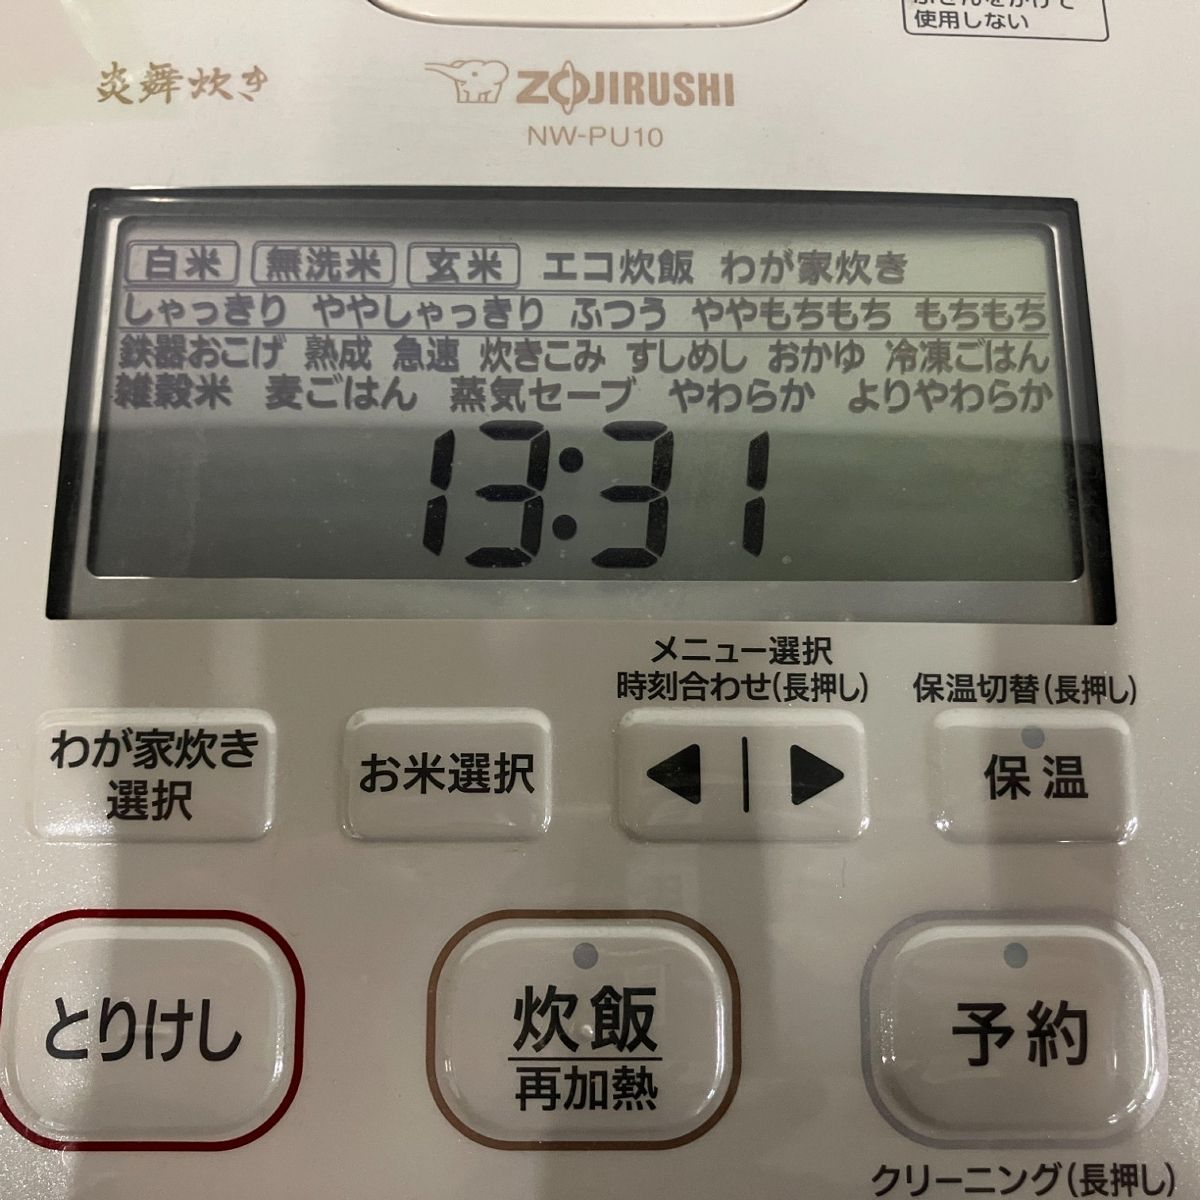 使用しない
炎舞炊き ZOJIRUSHI
NW-PU10
白米 無洗米 玄米 エコ炊飯 わが家炊き
しゃっきり ややしゃっきり ふつう ややもちもち もちもち
鉄器おこげ 熟成 急速 炊きこみ すしめし おかゆ 冷凍ごはん
雑穀米 麦ごはん 蒸気セーブ やわらか よりやわらか
13:31
メニュー選択
時刻合わせ(長押し) 保温切替(長押し)
わが家炊き
選択
お米選択
◀|▶
保温
とりけし
炊飯
再加熱
予約
クリーニング(長押し)